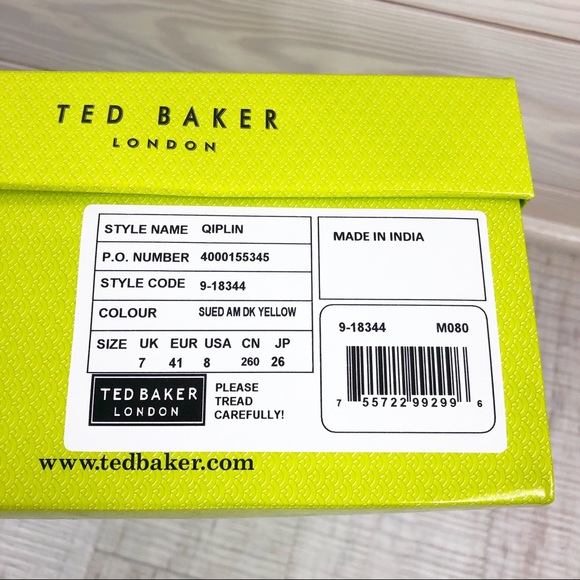 TED BAKER
LONDON
STYLE NAME QIPLIN
P.O. NUMBER 4000155345
STYLE CODE 9-18344
COLOUR SUED AM DK YELLOW
SIZE UK EUR USA CN JP
7 41 8 260 26
TED BAKER
LONDON
PLEASE
TREAD
CAREFULLY!
MADE IN INDIA
9-18344 M080
7 55722 99299 6
www.tedbaker.com